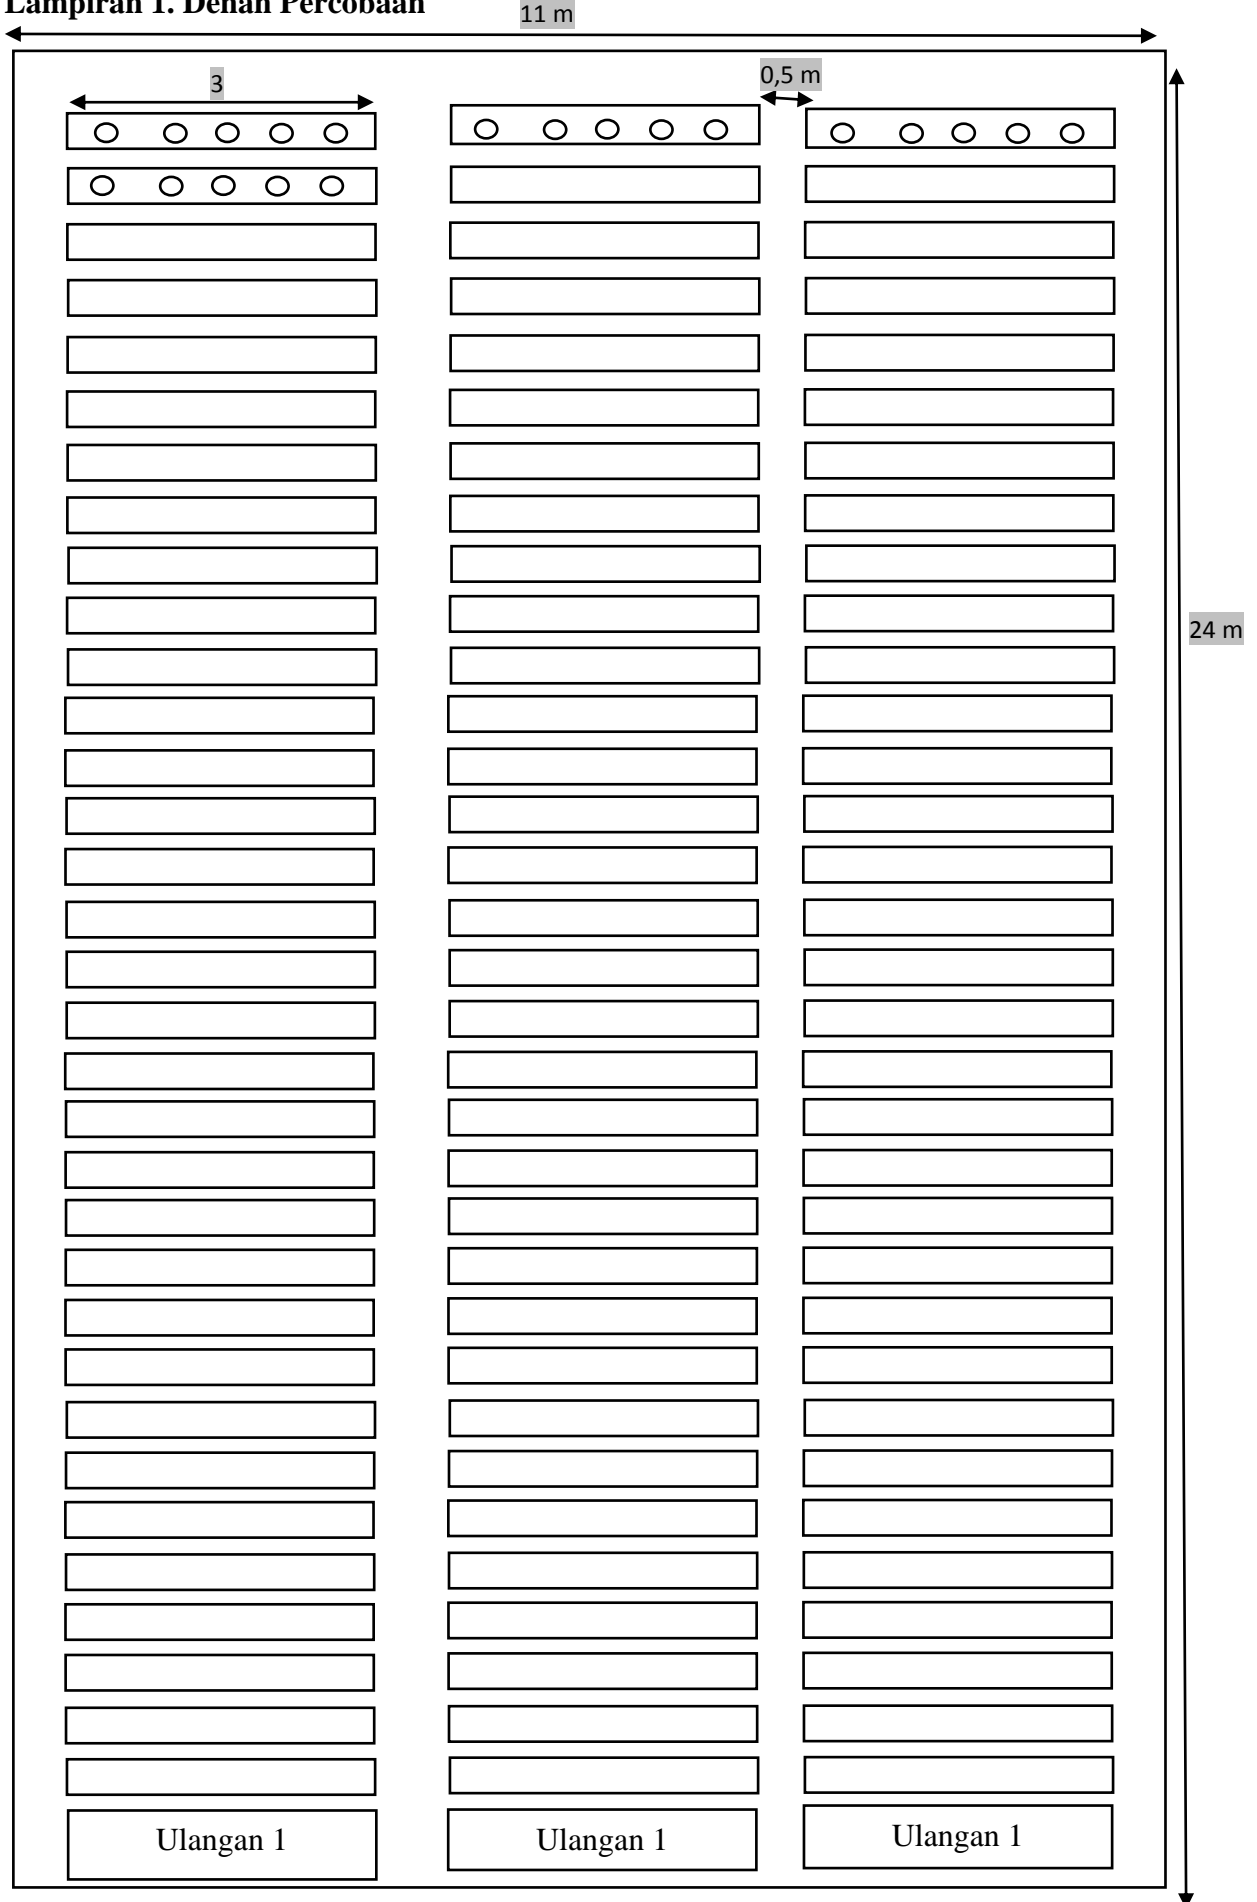 Lampiran 1. Denah Percobaan
11 m
3
0,5 m
24 m
Ulangan 1
Ulangan 1
Ulangan 1